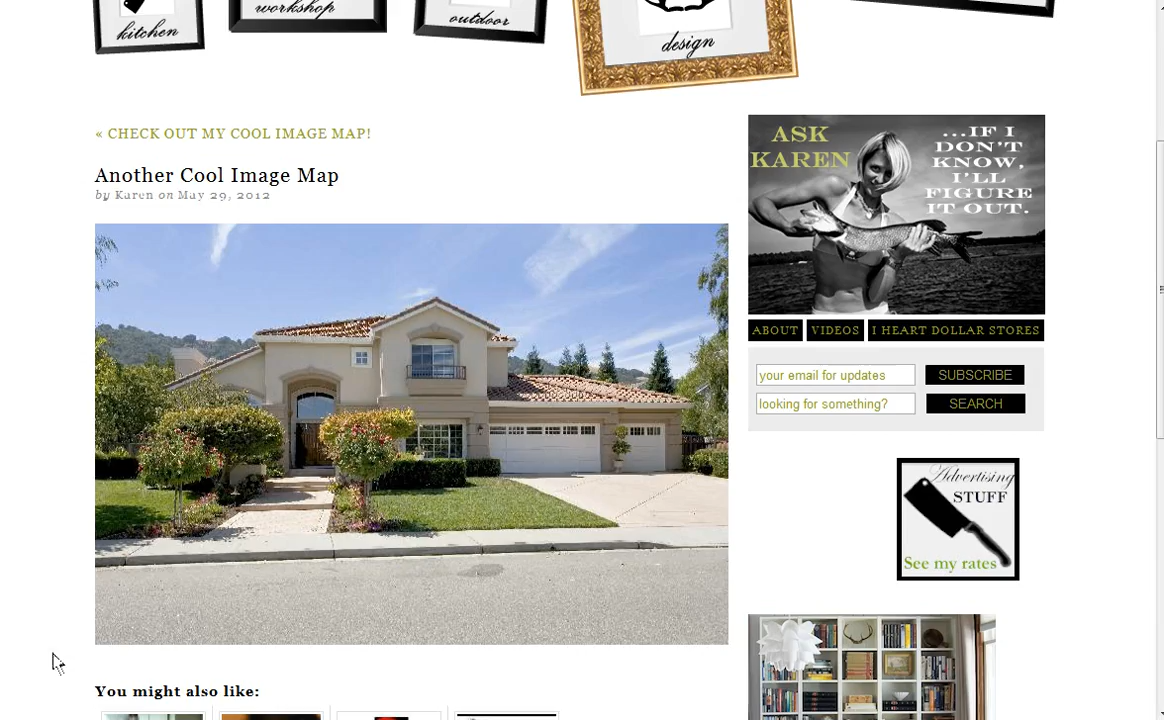 kitchen
workshop
outdoor
design
« CHECK OUT MY COOL IMAGE MAP!
Another Cool Image Map
by Karen on May 29, 2012
ASK
KAREN
...IF I
DON'T
KNOW,
I'LL
FIGURE
IT OUT.
ABOUT
VIDEOS
I HEART DOLLAR STORES
your email for updates
SUBSCRIBE
looking for something?
SEARCH
Advertising
STUFF
See my rates
You might also like: